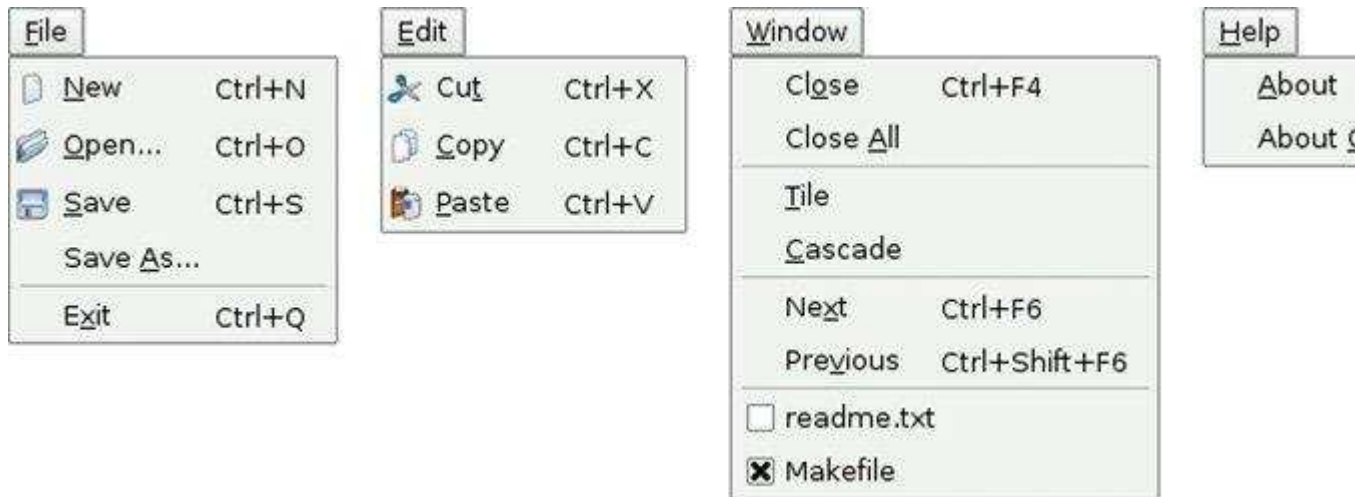 File
New Ctrl+N
Open... Ctrl+O
Save Ctrl+S
Save As...
Exit Ctrl+Q
Edit
Cut Ctrl+X
Copy Ctrl+C
Paste Ctrl+V
Window
Close Ctrl+F4
Close All
Tile
Cascade
Next Ctrl+F6
Previous Ctrl+Shift+F6
readme.txt
Makefile
Help
About
About